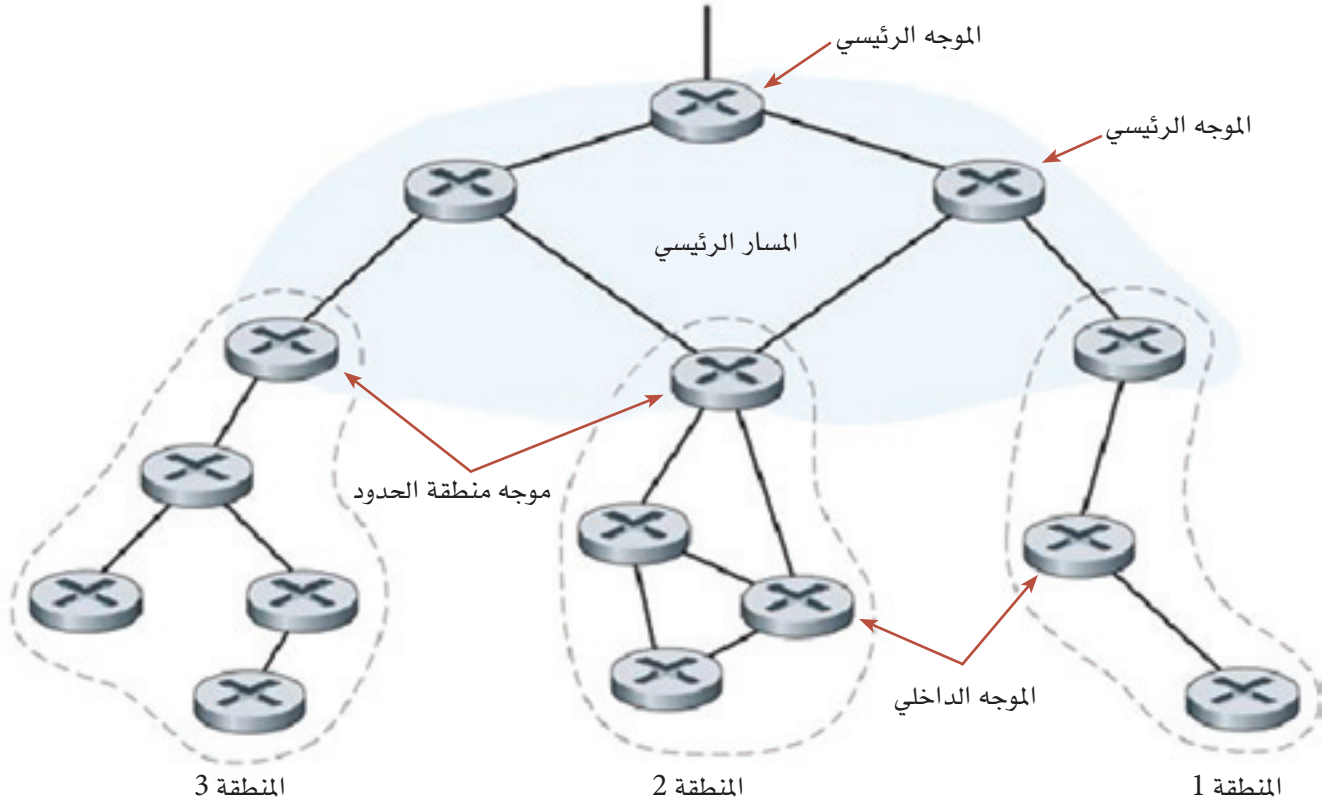 الموجه الرئيسي
الموجه الرئيسي
المسار الرئيسي
موجه منطقة الحدود
الموجه الداخلي
المنطقة 1
المنطقة 2
المنطقة 3